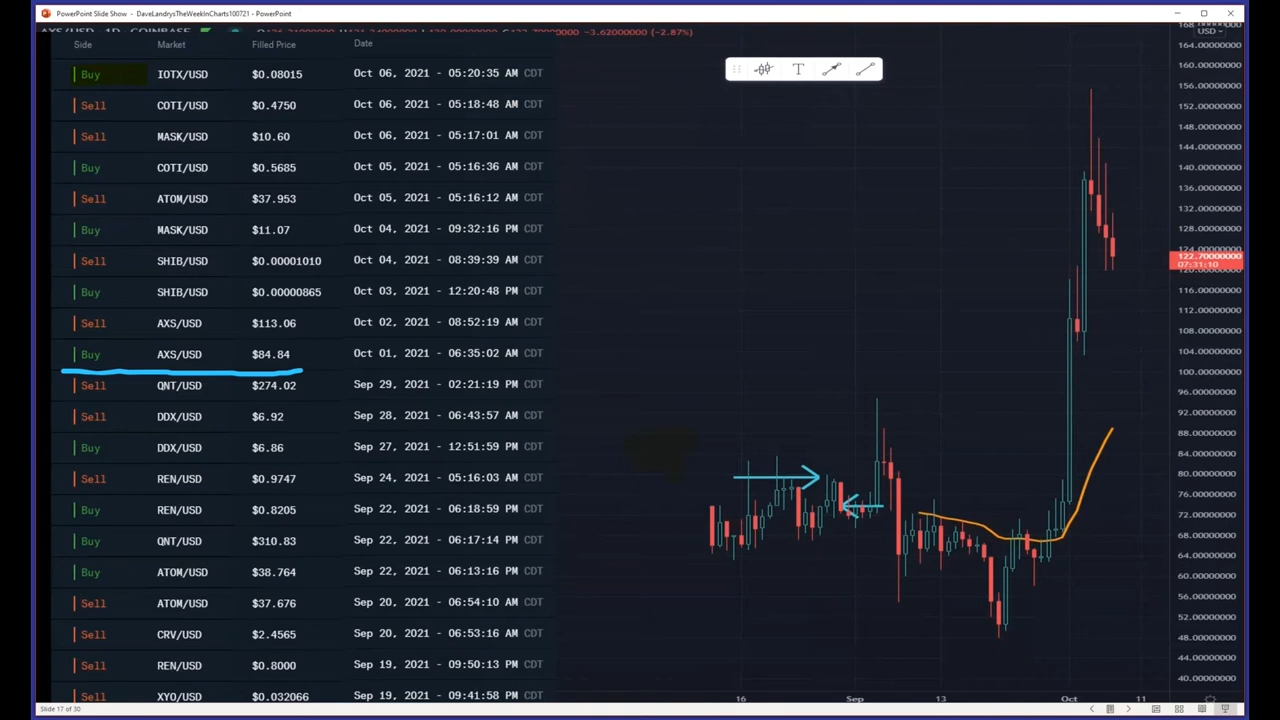 PowerPoint Slide Show - DaveLandrysTheWeekInCharts100721 - PowerPoint
-3.62000000 (-2.87%)
Side Market Filled Price Date
Buy IOTX/USD $0.08015 Oct 06, 2021 - 05:20:35 AM CDT
Sell COTI/USD $0.4750 Oct 06, 2021 - 05:18:48 AM CDT
Sell MASK/USD $10.60 Oct 06, 2021 - 05:17:01 AM CDT
Buy COTI/USD $0.5685 Oct 05, 2021 - 05:16:36 AM CDT
Sell ATOM/USD $37.953 Oct 05, 2021 - 05:16:12 AM CDT
Buy MASK/USD $11.07 Oct 04, 2021 - 09:32:16 PM CDT
Sell SHIB/USD $0.00001010 Oct 04, 2021 - 08:39:39 AM CDT
Buy SHIB/USD $0.00000865 Oct 03, 2021 - 12:20:48 PM CDT
Sell AXS/USD $113.06 Oct 02, 2021 - 08:52:19 AM CDT
Buy AXS/USD $84.84 Oct 01, 2021 - 06:35:02 AM CDT
Sell QNT/USD $274.02 Sep 29, 2021 - 02:21:19 PM CDT
Sell DDX/USD $6.92 Sep 28, 2021 - 06:43:57 AM CDT
Buy DDX/USD $6.86 Sep 27, 2021 - 12:51:59 PM CDT
Sell REN/USD $0.9747 Sep 24, 2021 - 05:16:08 AM CDT
Buy REN/USD $0.8205 Sep 22, 2021 - 06:18:59 PM CDT
Buy QNT/USD $310.83 Sep 22, 2021 - 06:17:14 PM CDT
Buy ATOM/USD $38.764 Sep 22, 2021 - 06:13:16 PM CDT
Sell ATOM/USD $37.676 Sep 20, 2021 - 06:54:10 AM CDT
Sell CRV/USD $2.4565 Sep 20, 2021 - 06:53:16 AM CDT
Sell REN/USD $0.8000 Sep 19, 2021 - 09:50:13 PM CDT
Sell XYO/USD $0.032066 Sep 19, 2021 - 09:41:58 PM CDT
T
USD
168.00000000
164.00000000
160.00000000
156.00000000
152.00000000
148.00000000
144.00000000
140.00000000
136.00000000
132.00000000
128.00000000
124.00000000
122.70000000
07:31:10
120.00000000
116.00000000
112.00000000
108.00000000
104.00000000
100.00000000
96.00000000
92.00000000
88.00000000
84.00000000
80.00000000
76.00000000
72.00000000
68.00000000
64.00000000
60.00000000
56.00000000
52.00000000
48.00000000
44.00000000
40.00000000
16 Sep 13 Oct 11
Slide 17 of 30